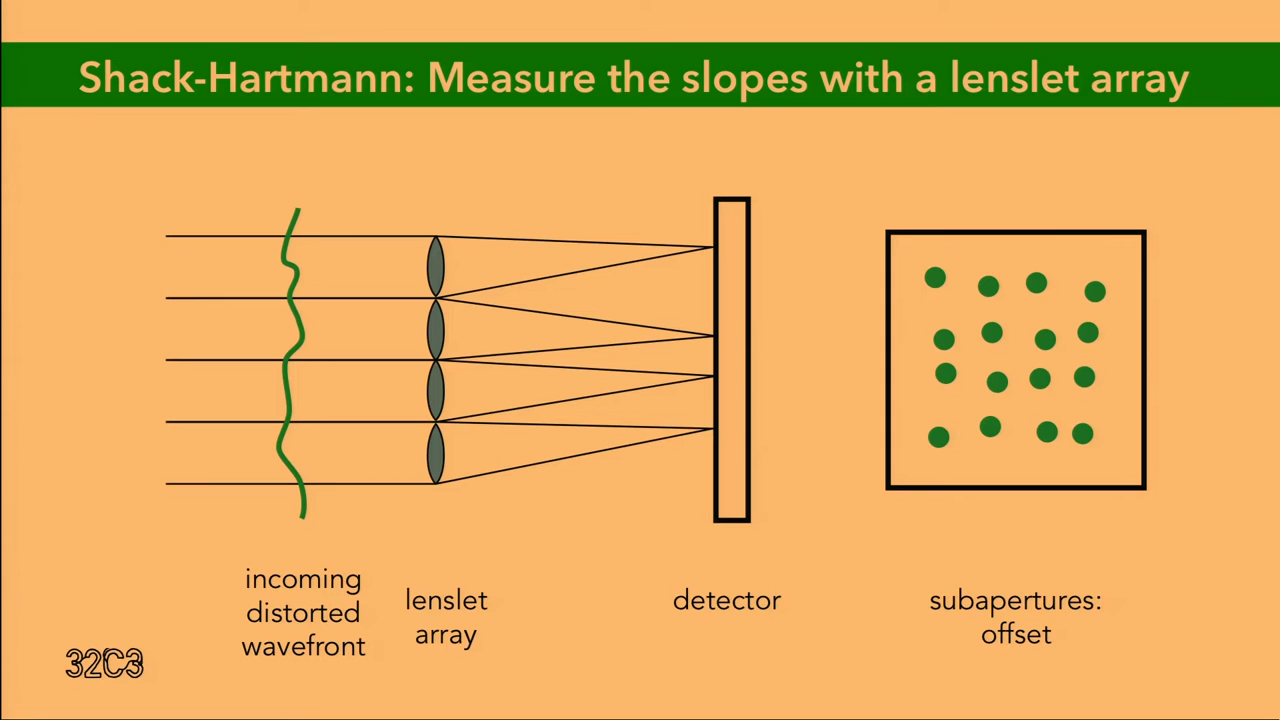 Shack-Hartmann: Measure the slopes with a lenslet array
incoming
distorted
wavefront
lenslet
array
detector
subapertures:
offset
32C3